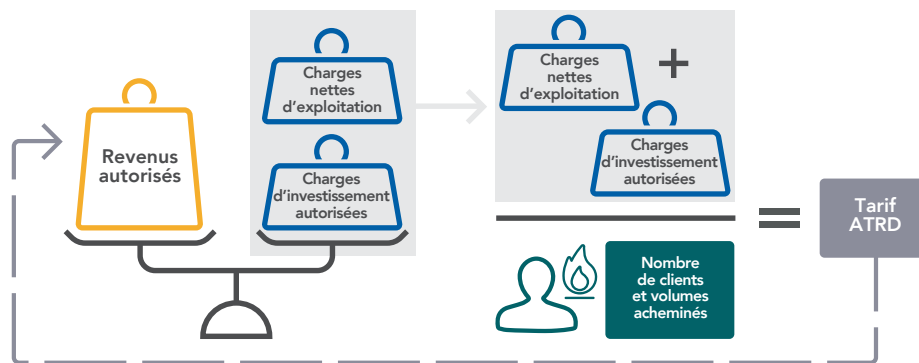 Revenus
autorisés
Charges
nettes
d'exploitation
Charges
d'investissement
autorisées
Charges
nettes
d'exploitation
+
Charges
d'investissement
autorisées
=
Nombre
de clients
et volumes
acheminés
Tarif
ATRD